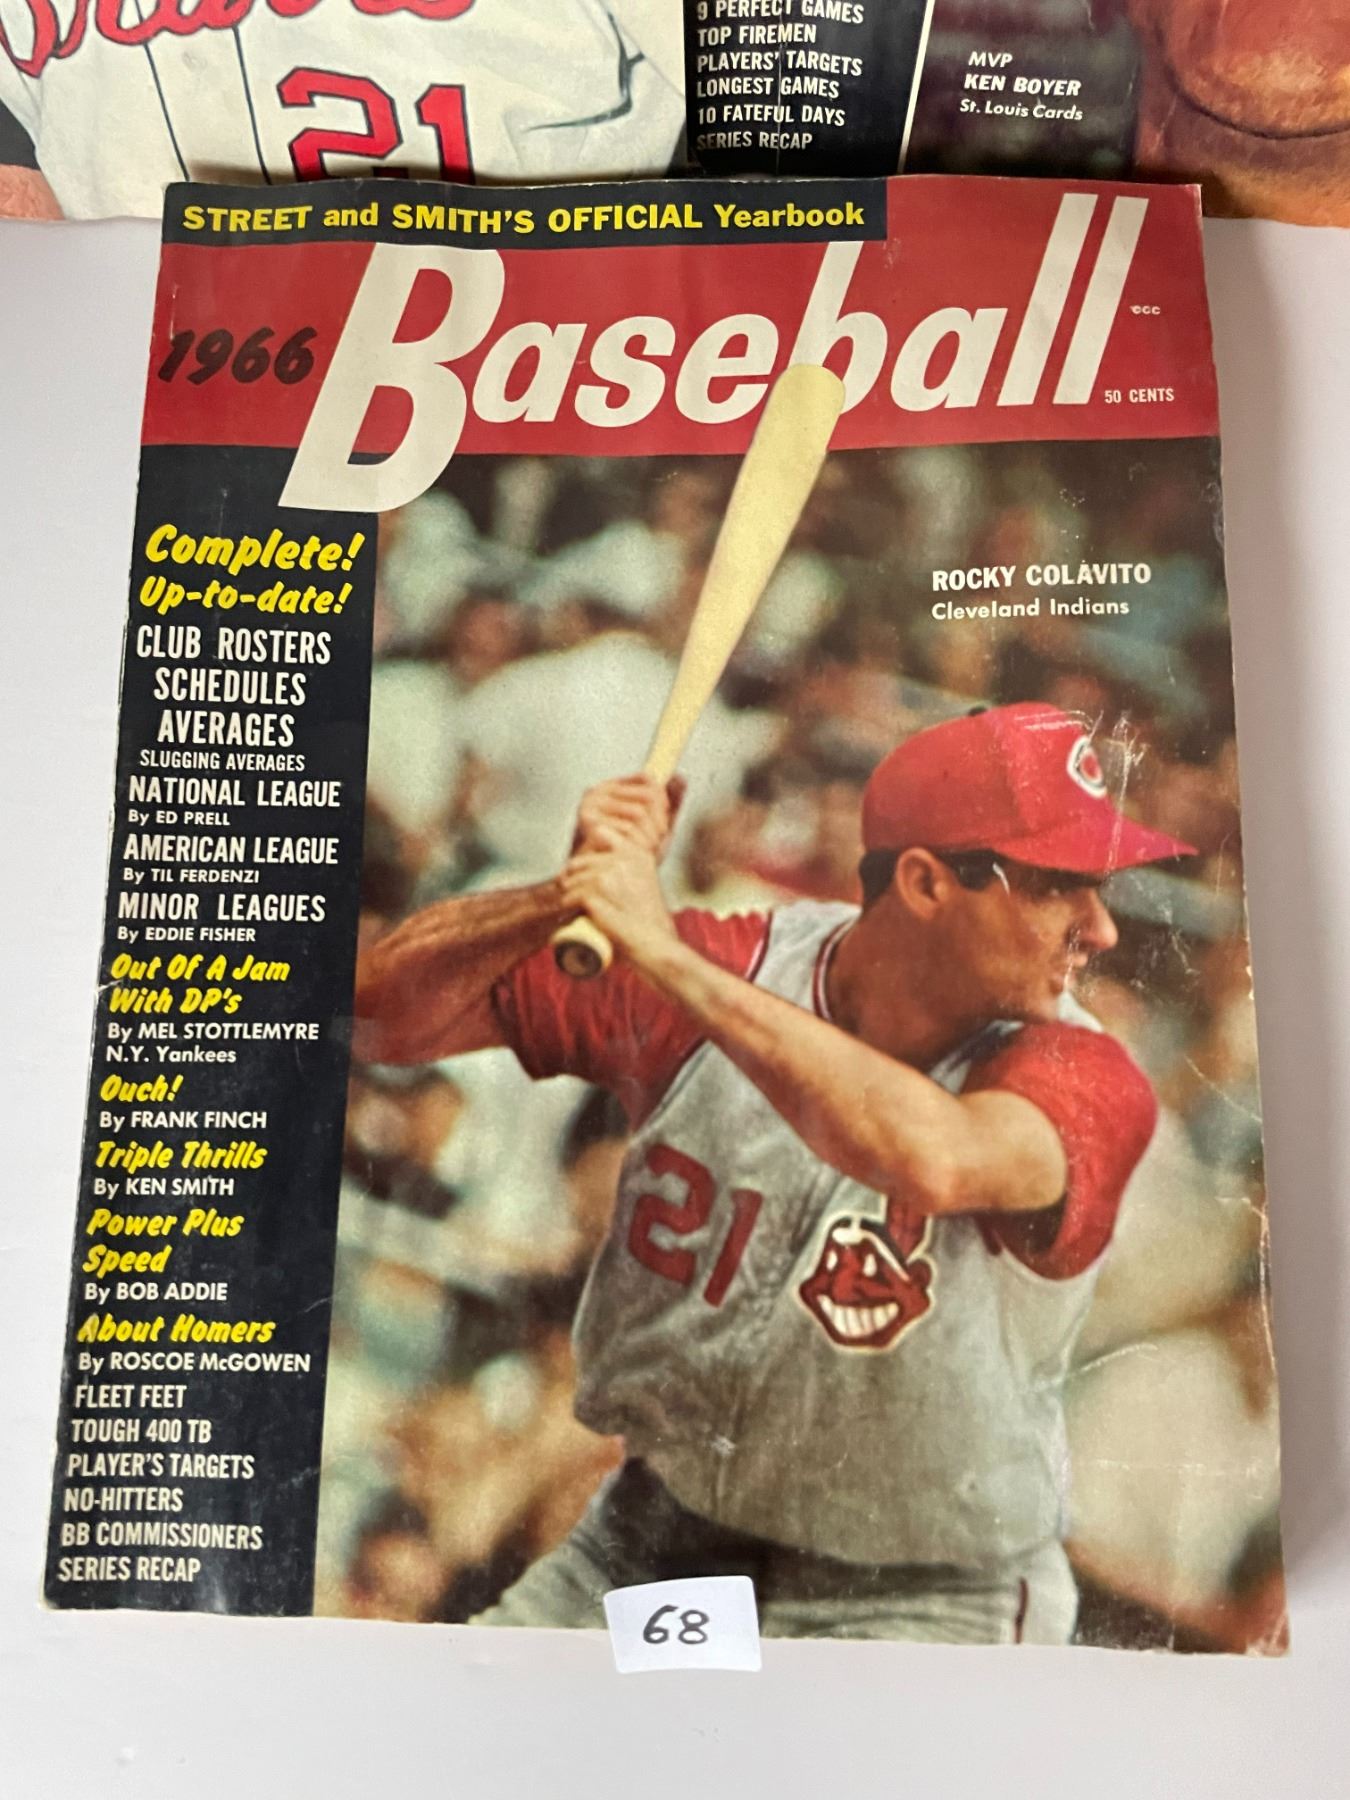 Braves
21
9 PERFECT GAMES
TOP FIREMEN
PLAYERS' TARGETS
LONGEST GAMES
10 FATEFUL DAYS
SERIES RECAP
MVP
KEN BOYER
St. Louis Cards
STREET and SMITH'S OFFICIAL Yearbook
1966 Baseball
50 CENTS
Complete!
Up-to-date!
CLUB ROSTERS
SCHEDULES
AVERAGES
SLUGGING AVERAGES
NATIONAL LEAGUE
By ED PRELL
AMERICAN LEAGUE
By TIL FERDENZI
MINOR LEAGUES
By EDDIE FISHER
Out Of A Jam
With DP's
By MEL STOTTLEMYRE
N.Y. Yankees
Ouch!
By FRANK FINCH
Triple Thrills
By KEN SMITH
Power Plus
Speed
By BOB ADDIE
About Homers
By ROSCOE McGOWEN
FLEET FEET
TOUGH 400 TB
PLAYER'S TARGETS
NO-HITTERS
BB COMMISSIONERS
SERIES RECAP
ROCKY COLAVITO
Cleveland Indians
C
21
68